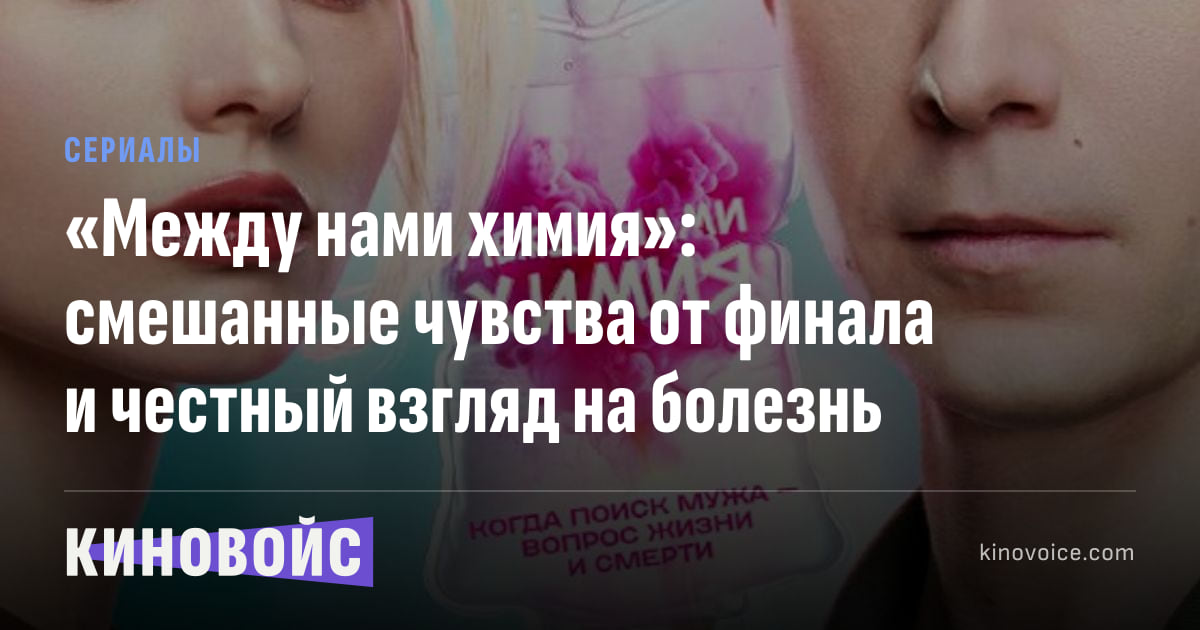 СЕРИАЛЫ
«Между нами химия»:
смешанные чувства от финала
и честный взгляд на болезнь
КОГДА ПОИСК МУЖА —
ВОПРОС ЖИЗНИ
И СМЕРТИ
КИНОВОЙС
kinovoice.com